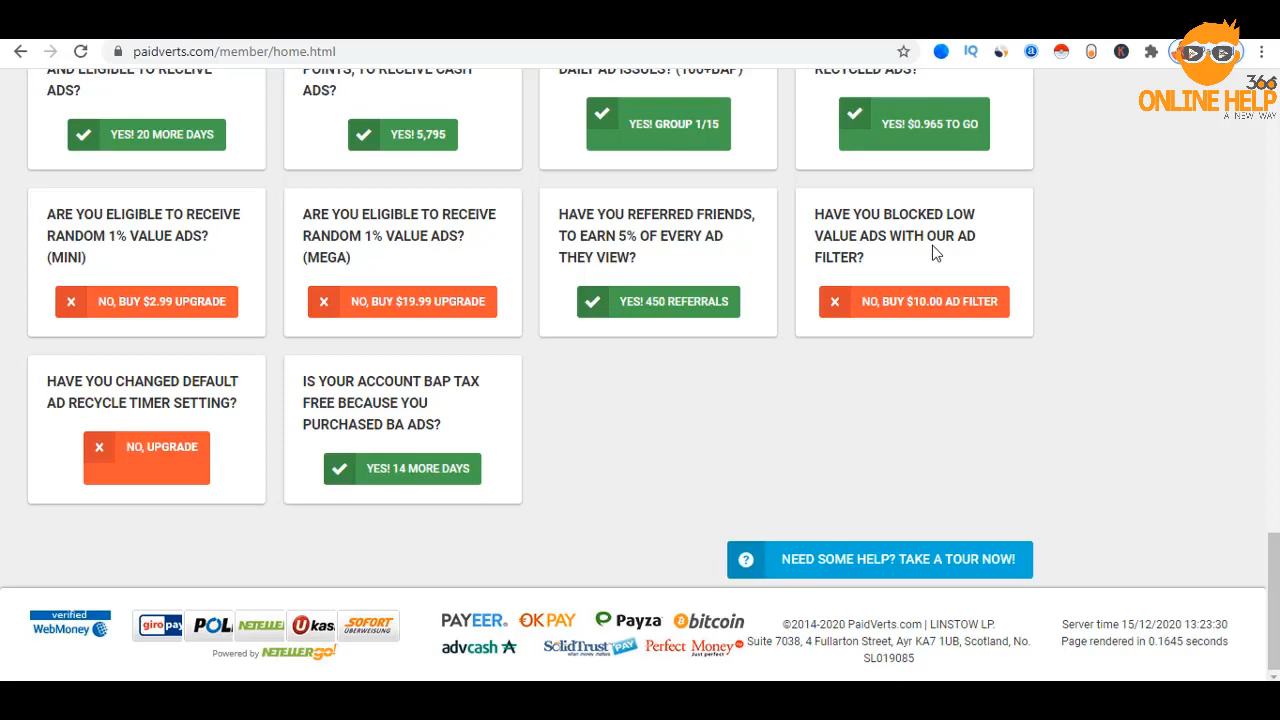 paidverts.com/member/home.html
366
ONLINE HELP
A NEW WAY
AND ELIGIBLE TO RECEIVE
ADS?
YES! 20 MORE DAYS
POINTS, TO RECEIVE CASH
ADS?
YES! 5,795
DAILY AD ISSUES? (100+BAP)
YES! GROUP 1/15
RECYCLED ADS?
YES! $0.965 TO GO
ARE YOU ELIGIBLE TO RECEIVE
RANDOM 1% VALUE ADS?
(MINI)
NO, BUY $2.99 UPGRADE
ARE YOU ELIGIBLE TO RECEIVE
RANDOM 1% VALUE ADS?
(MEGA)
NO, BUY $19.99 UPGRADE
HAVE YOU REFERRED FRIENDS,
TO EARN 5% OF EVERY AD
THEY VIEW?
YES! 450 REFERRALS
HAVE YOU BLOCKED LOW
VALUE ADS WITH OUR AD
FILTER?
NO, BUY $10.00 AD FILTER
HAVE YOU CHANGED DEFAULT
AD RECYCLE TIMER SETTING?
NO, UPGRADE
IS YOUR ACCOUNT BAP TAX
FREE BECAUSE YOU
PURCHASED BA ADS?
YES! 14 MORE DAYS
NEED SOME HELP? TAKE A TOUR NOW!
verified
WebMoney
giropay
POL
NETELLER
Ukas
SOFORT
ÜBERWEISUNG
Powered by NETELLERgo!
PAYEER
OKPAY
Payza
bitcoin
advcash
SolidTrustPAY
Perfect Money
©2014-2020 PaidVerts.com | LINSTOW LP.
Suite 7038, 4 Fullarton Street, Ayr KA7 1UB, Scotland, No.
SL019085
Server time 15/12/2020 13:23:30
Page rendered in 0.1645 seconds